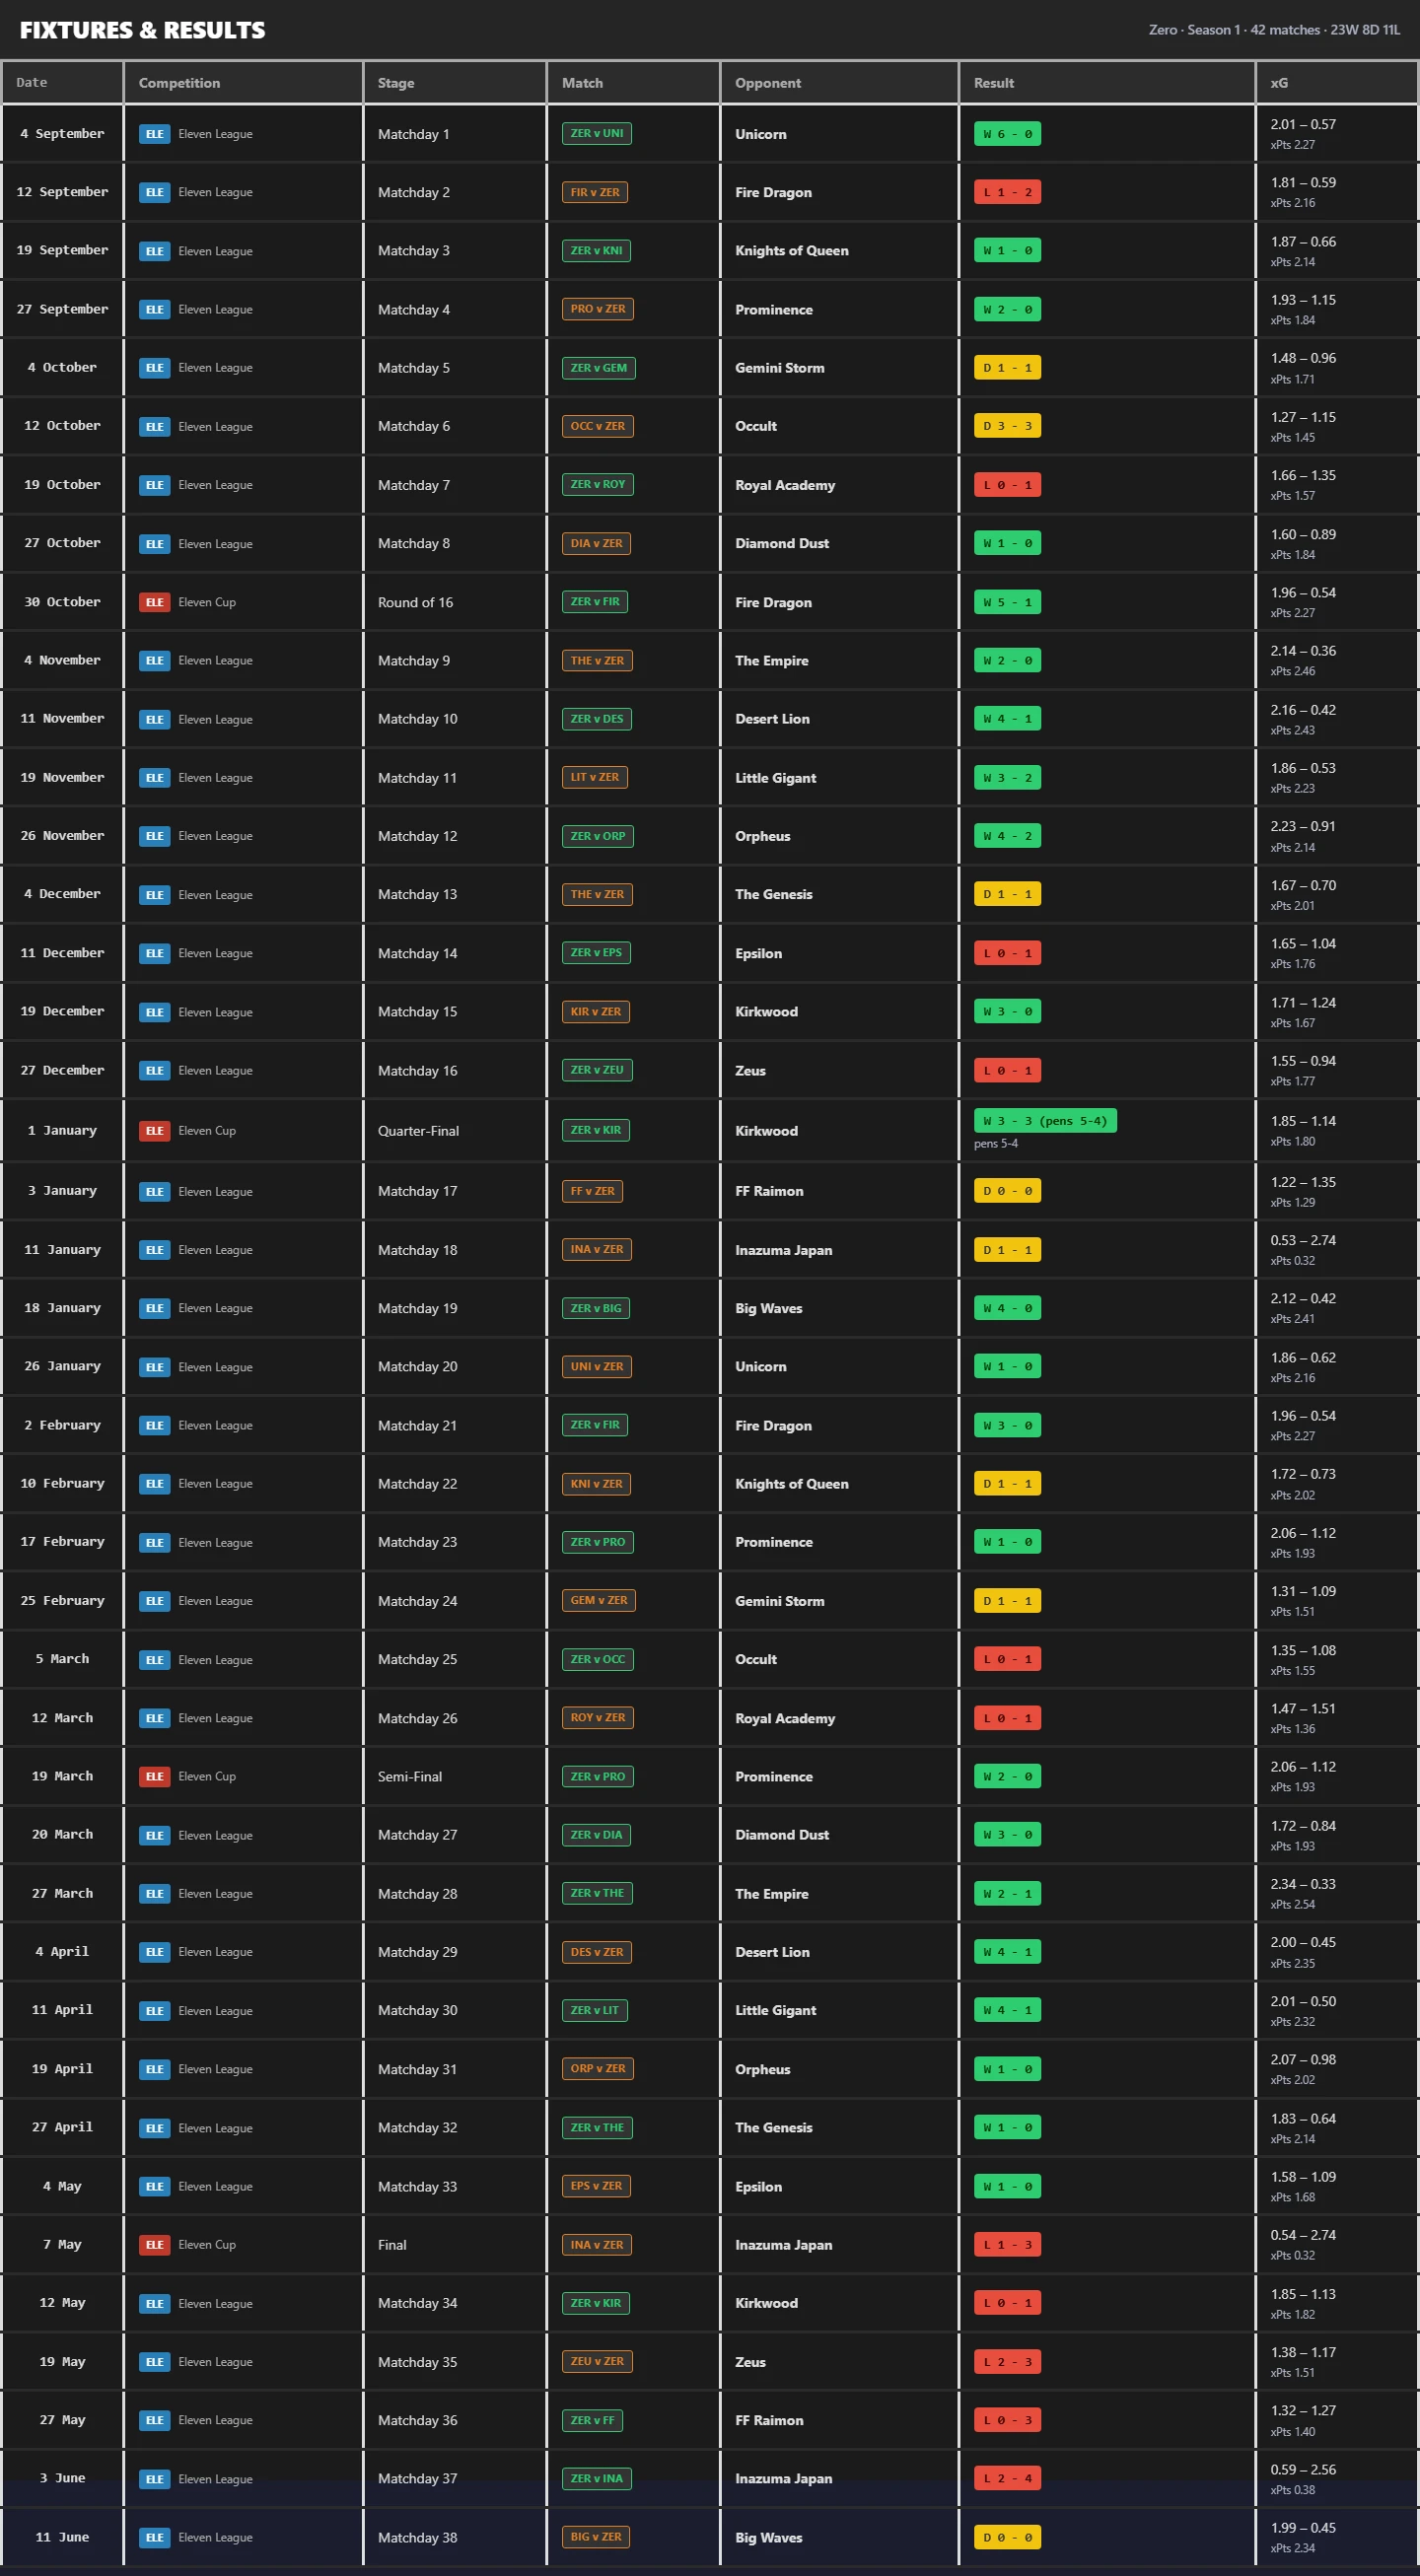 FIXTURES & RESULTS
Zero · Season 1 · 42 matches · 23W 8D 11L
Date Competition Stage Match Opponent Result xG
4 September ELE Eleven League Matchday 1 ZER v UNI Unicorn W 6 - 0 2.01 – 0.57
xPts 2.27
12 September ELE Eleven League Matchday 2 FIR v ZER Fire Dragon L 1 - 2 1.81 – 0.59
xPts 2.16
19 September ELE Eleven League Matchday 3 ZER v KNI Knights of Queen W 1 - 0 1.87 – 0.66
xPts 2.14
27 September ELE Eleven League Matchday 4 PRO v ZER Prominence W 2 - 0 1.93 – 1.15
xPts 1.84
4 October ELE Eleven League Matchday 5 ZER v GEM Gemini Storm D 1 - 1 1.48 – 0.96
xPts 1.71
12 October ELE Eleven League Matchday 6 OCC v ZER Occult D 3 - 3 1.27 – 1.15
xPts 1.45
19 October ELE Eleven League Matchday 7 ZER v ROY Royal Academy L 0 - 1 1.66 – 1.35
xPts 1.57
27 October ELE Eleven League Matchday 8 DIA v ZER Diamond Dust W 1 - 0 1.60 – 0.89
xPts 1.84
30 October ELE Eleven Cup Round of 16 ZER v FIR Fire Dragon W 5 - 1 1.96 – 0.54
xPts 2.27
4 November ELE Eleven League Matchday 9 THE v ZER The Empire W 2 - 0 2.14 – 0.36
xPts 2.46
11 November ELE Eleven League Matchday 10 ZER v DES Desert Lion W 4 - 1 2.16 – 0.42
xPts 2.43
19 November ELE Eleven League Matchday 11 LIT v ZER Little Gigant W 3 - 2 1.86 – 0.53
xPts 2.23
26 November ELE Eleven League Matchday 12 ZER v ORP Orpheus W 4 - 2 2.23 – 0.91
xPts 2.14
4 December ELE Eleven League Matchday 13 THE v ZER The Genesis D 1 - 1 1.67 – 0.70
xPts 2.01
11 December ELE Eleven League Matchday 14 ZER v EPS Epsilon L 0 - 1 1.65 – 1.04
xPts 1.76
19 December ELE Eleven League Matchday 15 KIR v ZER Kirkwood W 3 - 0 1.71 – 1.24
xPts 1.67
27 December ELE Eleven League Matchday 16 ZER v ZEU Zeus L 0 - 1 1.55 – 0.94
xPts 1.77
1 January ELE Eleven Cup Quarter-Final ZER v KIR Kirkwood W 3 - 3 (pens 5-4) 1.85 – 1.14
pens 5-4 xPts 1.80
3 January ELE Eleven League Matchday 17 FF v ZER FF Raimon D 0 - 0 1.22 – 1.35
xPts 1.29
11 January ELE Eleven League Matchday 18 INA v ZER Inazuma Japan D 1 - 1 0.53 – 2.74
xPts 0.32
18 January ELE Eleven League Matchday 19 ZER v BIG Big Waves W 4 - 0 2.12 – 0.42
xPts 2.41
26 January ELE Eleven League Matchday 20 UNI v ZER Unicorn W 1 - 0 1.86 – 0.62
xPts 2.16
2 February ELE Eleven League Matchday 21 ZER v FIR Fire Dragon W 3 - 0 1.96 – 0.54
xPts 2.27
10 February ELE Eleven League Matchday 22 KNI v ZER Knights of Queen D 1 - 1 1.72 – 0.73
xPts 2.02
17 February ELE Eleven League Matchday 23 ZER v PRO Prominence W 1 - 0 2.06 – 1.12
xPts 1.93
25 February ELE Eleven League Matchday 24 GEM v ZER Gemini Storm D 1 - 1 1.31 – 1.09
xPts 1.51
5 March ELE Eleven League Matchday 25 ZER v OCC Occult L 0 - 1 1.35 – 1.08
xPts 1.55
12 March ELE Eleven League Matchday 26 ROY v ZER Royal Academy L 0 - 1 1.47 – 1.51
xPts 1.36
19 March ELE Eleven Cup Semi-Final ZER v PRO Prominence W 2 - 0 2.06 – 1.12
xPts 1.93
20 March ELE Eleven League Matchday 27 ZER v DIA Diamond Dust W 3 - 0 1.72 – 0.84
xPts 1.93
27 March ELE Eleven League Matchday 28 ZER v THE The Empire W 2 - 1 2.34 – 0.33
xPts 2.54
4 April ELE Eleven League Matchday 29 DES v ZER Desert Lion W 4 - 1 2.00 – 0.45
xPts 2.35
11 April ELE Eleven League Matchday 30 ZER v LIT Little Gigant W 4 - 1 2.01 – 0.50
xPts 2.32
19 April ELE Eleven League Matchday 31 ORP v ZER Orpheus W 1 - 0 2.07 – 0.98
xPts 2.02
27 April ELE Eleven League Matchday 32 ZER v THE The Genesis W 1 - 0 1.83 – 0.64
xPts 2.14
4 May ELE Eleven League Matchday 33 EPS v ZER Epsilon W 1 - 0 1.58 – 1.09
xPts 1.68
7 May ELE Eleven Cup Final INA v ZER Inazuma Japan L 1 - 3 0.54 – 2.74
xPts 0.32
12 May ELE Eleven League Matchday 34 ZER v KIR Kirkwood L 0 - 1 1.85 – 1.13
xPts 1.82
19 May ELE Eleven League Matchday 35 ZEU v ZER Zeus L 2 - 3 1.38 – 1.17
xPts 1.51
27 May ELE Eleven League Matchday 36 ZER v FF FF Raimon L 0 - 3 1.32 – 1.27
xPts 1.40
3 June ELE Eleven League Matchday 37 ZER v INA Inazuma Japan L 2 - 4 0.59 – 2.56
xPts 0.38
11 June ELE Eleven League Matchday 38 BIG v ZER Big Waves D 0 - 0 1.99 – 0.45
xPts 2.34